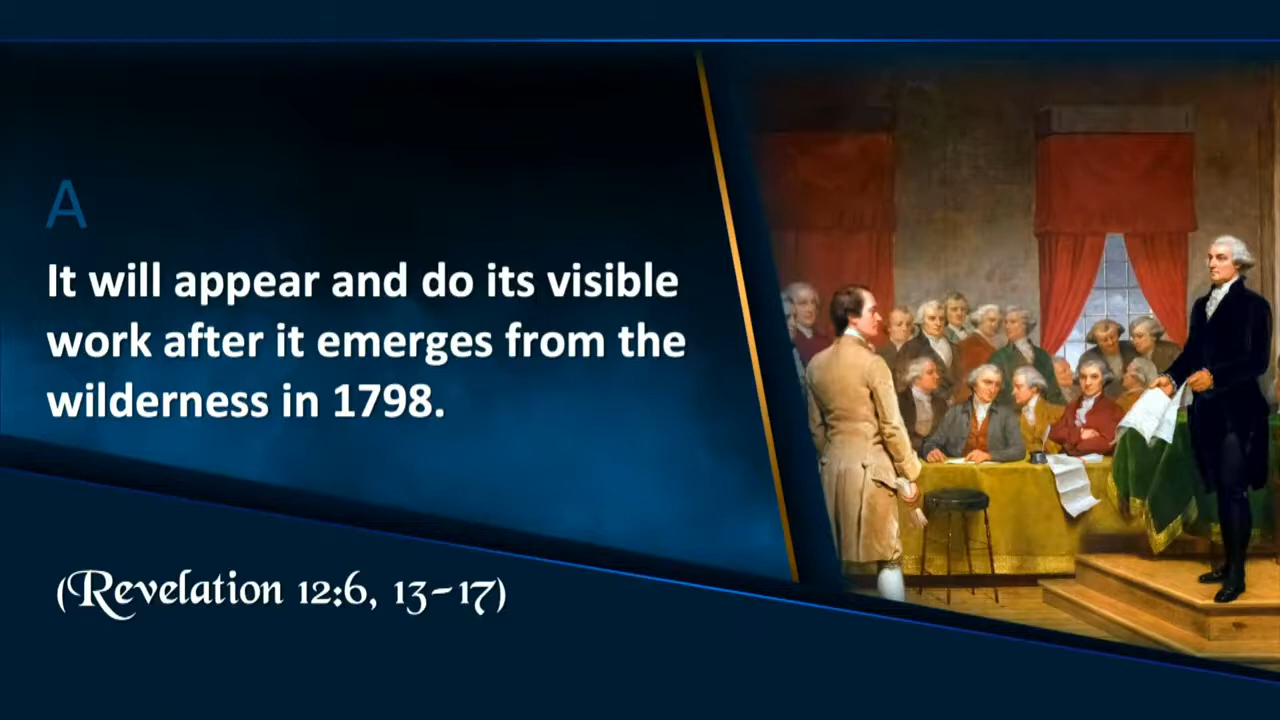 A
It will appear and do its visible
work after it emerges from the
wilderness in 1798.
(Revelation 12:6, 13–17)